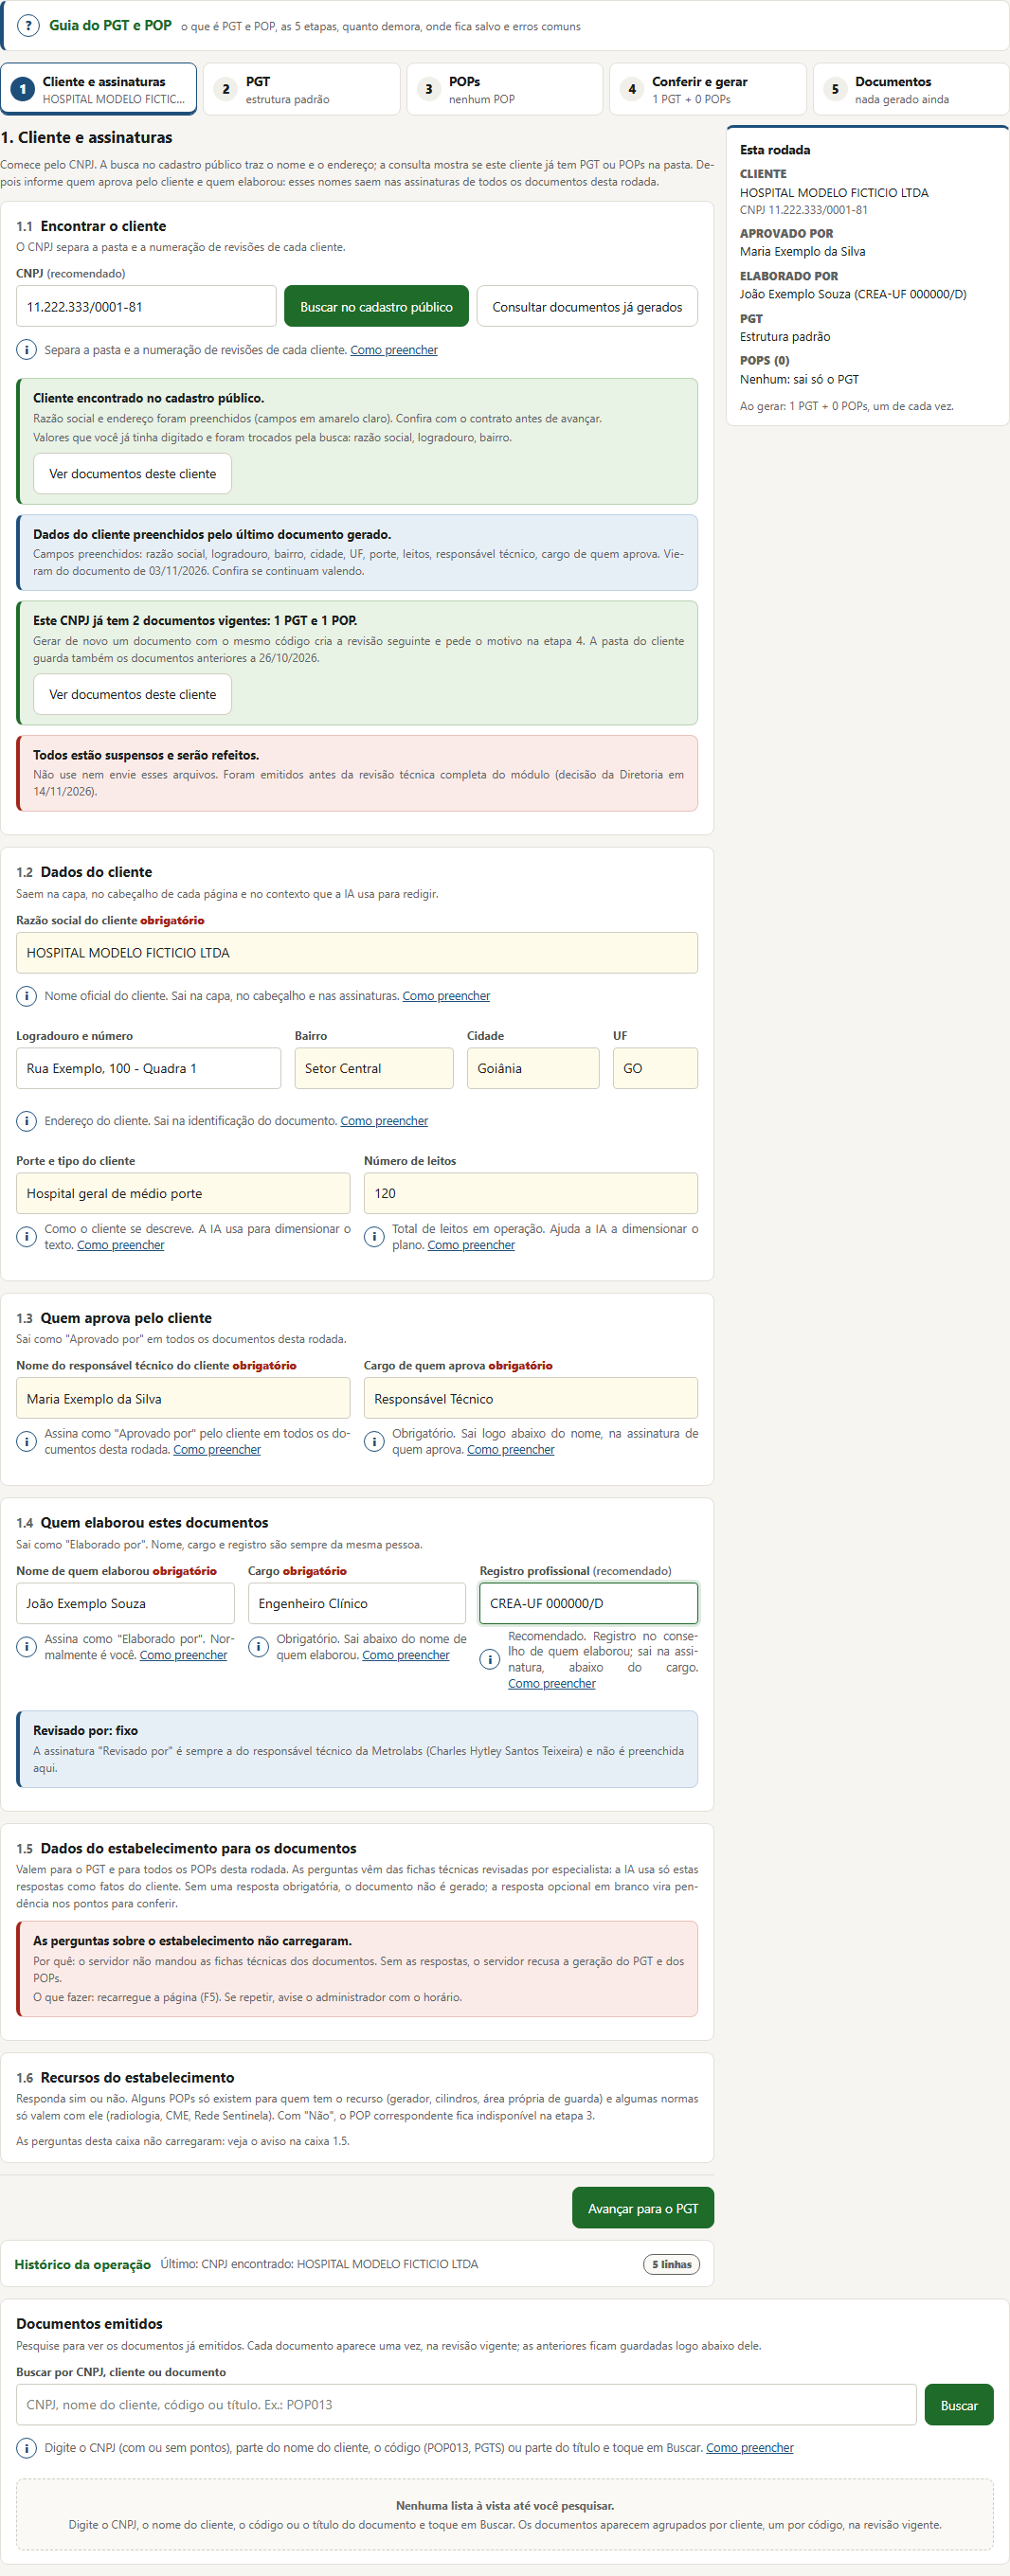 ? Guia do PGT e POP o que é PGT e POP, as 5 etapas, quanto demora, onde fica salvo e erros comuns
1 Cliente e assinaturas
HOSPITAL MODELO FICTIC...
2 PGT
estrutura padrão
3 POPs
nenhum POP
4 Conferir e gerar
1 PGT + 0 POPs
5 Documentos
nada gerado ainda
1. Cliente e assinaturas
Comece pelo CNPJ. A busca no cadastro público traz o nome e o endereço; a consulta mostra se este cliente já tem PGT ou POPs na pasta. De-
pois informe quem aprova pelo cliente e quem elaborou: esses nomes saem nas assinaturas de todos os documentos desta rodada.
1.1 Encontrar o cliente
O CNPJ separa a pasta e a numeração de revisões de cada cliente.
CNPJ (recomendado)
11.222.333/0001-81
Buscar no cadastro público
Consultar documentos já gerados
i Separa a pasta e a numeração de revisões de cada cliente. Como preencher
Cliente encontrado no cadastro público.
Razão social e endereço foram preenchidos (campos em amarelo claro). Confira com o contrato antes de avançar.
Valores que você já tinha digitado e foram trocados pela busca: razão social, logradouro, bairro.
Ver documentos deste cliente
Dados do cliente preenchidos pelo último documento gerado.
Campos preenchidos: razão social, logradouro, bairro, cidade, UF, porte, leitos, responsável técnico, cargo de quem aprova. Vie-
ram do documento de 03/11/2026. Confira se continuam valendo.
Este CNPJ já tem 2 documentos vigentes: 1 PGT e 1 POP.
Gerar de novo um documento com o mesmo código cria a revisão seguinte e pede o motivo na etapa 4. A pasta do cliente
guarda também os documentos anteriores a 26/10/2026.
Ver documentos deste cliente
Todos estão suspensos e serão refeitos.
Não use nem envie esses arquivos. Foram emitidos antes da revisão técnica completa do módulo (decisão da Diretoria em
14/11/2026).
1.2 Dados do cliente
Saem na capa, no cabeçalho de cada página e no contexto que a IA usa para redigir.
Razão social do cliente obrigatório
HOSPITAL MODELO FICTICIO LTDA
i Nome oficial do cliente. Sai na capa, no cabeçalho e nas assinaturas. Como preencher
Logradouro e número
Rua Exemplo, 100 - Quadra 1
Bairro
Setor Central
Cidade
Goiânia
UF
GO
i Endereço do cliente. Sai na identificação do documento. Como preencher
Porte e tipo do cliente
Hospital geral de médio porte
i Como o cliente se descreve. A IA usa para dimensionar o
texto. Como preencher
Número de leitos
120
i Total de leitos em operação. Ajuda a IA a dimensionar o
plano. Como preencher
1.3 Quem aprova pelo cliente
Sai como "Aprovado por" em todos os documentos desta rodada.
Nome do responsável técnico do cliente obrigatório
Maria Exemplo da Silva
i Assina como "Aprovado por" pelo cliente em todos os do-
cumentos desta rodada. Como preencher
Cargo de quem aprova obrigatório
Responsável Técnico
i Obrigatório. Sai logo abaixo do nome, na assinatura de
quem aprova. Como preencher
1.4 Quem elaborou estes documentos
Sai como "Elaborado por". Nome, cargo e registro são sempre da mesma pessoa.
Nome de quem elaborou obrigatório
João Exemplo Souza
i Assina como "Elaborado por". Nor-
malmente é você. Como preencher
Cargo obrigatório
Engenheiro Clínico
i Obrigatório. Sai abaixo do nome de
quem elaborou. Como preencher
Registro profissional (recomendado)
CREA-UF 000000/D
i Recomendado. Registro no conse-
lho de quem elaborou; sai na assi-
natura, abaixo do cargo.
Como preencher
Revisado por: fixo
A assinatura "Revisado por" é sempre a do responsável técnico da Metrolabs (Charles Hytley Santos Teixeira) e não é preenchida
aqui.
1.5 Dados do estabelecimento para os documentos
Valem para o PGT e para todos os POPs desta rodada. As perguntas vêm das fichas técnicas revisadas por especialista: a IA usa só estas
respostas como fatos do cliente. Sem uma resposta obrigatória, o documento não é gerado; a resposta opcional em branco vira pen-
dência nos pontos para conferir.
As perguntas sobre o estabelecimento não carregaram.
Por quê: o servidor não mandou as fichas técnicas dos documentos. Sem as respostas, o servidor recusa a geração do PGT e dos
POPs.
O que fazer: recarregue a página (F5). Se repetir, avise o administrador com o horário.
1.6 Recursos do estabelecimento
Responda sim ou não. Alguns POPs só existem para quem tem o recurso (gerador, cilindros, área própria de guarda) e algumas normas
só valem com ele (radiologia, CME, Rede Sentinela). Com "Não", o POP correspondente fica indisponível na etapa 3.
As perguntas desta caixa não carregaram: veja o aviso na caixa 1.5.
Avançar para o PGT
Histórico da operação Último: CNPJ encontrado: HOSPITAL MODELO FICTICIO LTDA 5 linhas
Esta rodada
CLIENTE
HOSPITAL MODELO FICTICIO LTDA
CNPJ 11.222.333/0001-81
APROVADO POR
Maria Exemplo da Silva
ELABORADO POR
João Exemplo Souza (CREA-UF 000000/D)
PGT
Estrutura padrão
POPS (0)
Nenhum: sai só o PGT
Ao gerar: 1 PGT + 0 POPs, um de cada vez.
Documentos emitidos
Pesquise para ver os documentos já emitidos. Cada documento aparece uma vez, na revisão vigente; as anteriores ficam guardadas logo abaixo dele.
Buscar por CNPJ, cliente ou documento
CNPJ, nome do cliente, código ou título. Ex.: POP013
Buscar
i Digite o CNPJ (com ou sem pontos), parte do nome do cliente, o código (POP013, PGTS) ou parte do título e toque em Buscar. Como preencher
Nenhuma lista à vista até você pesquisar.
Digite o CNPJ, o nome do cliente, o código ou o título do documento e toque em Buscar. Os documentos aparecem agrupados por cliente, um por código, na revisão vigente.